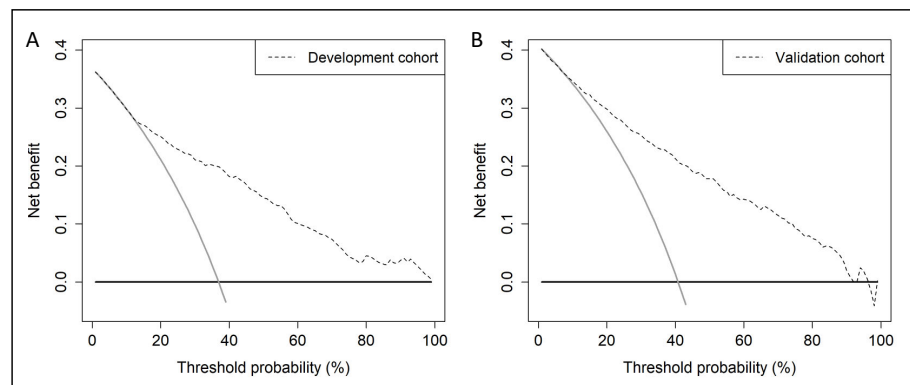 A
Development cohort
Net benefit
0.4
0.3
0.2
0.1
0.0
0 20 40 60 80 100
Threshold probability (%)
B
Validation cohort
Net benefit
0.4
0.3
0.2
0.1
0.0
0 20 40 60 80 100
Threshold probability (%)